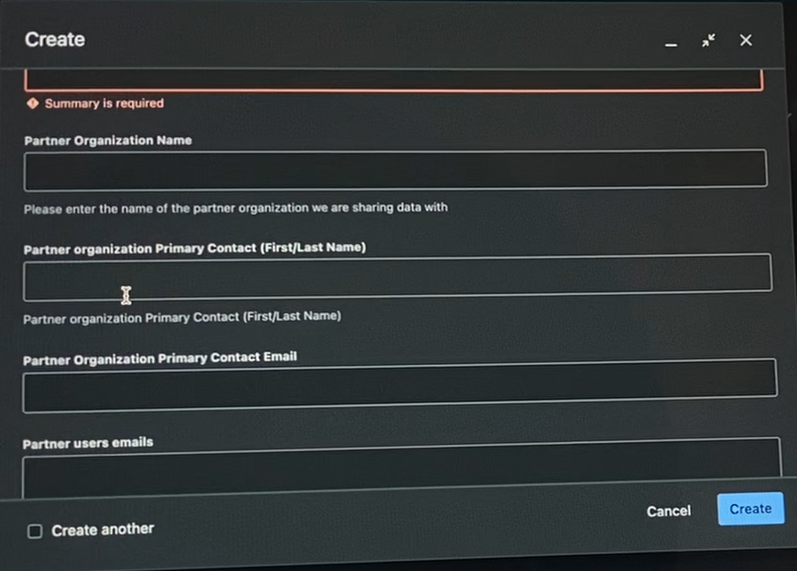 Create
Summary is required
Partner Organization Name
Please enter the name of the partner organization we are sharing data with
Partner organization Primary Contact (First/Last Name)
Partner organization Primary Contact (First/Last Name)
Partner Organization Primary Contact Email
Partner users emails
Create another
Cancel
Create